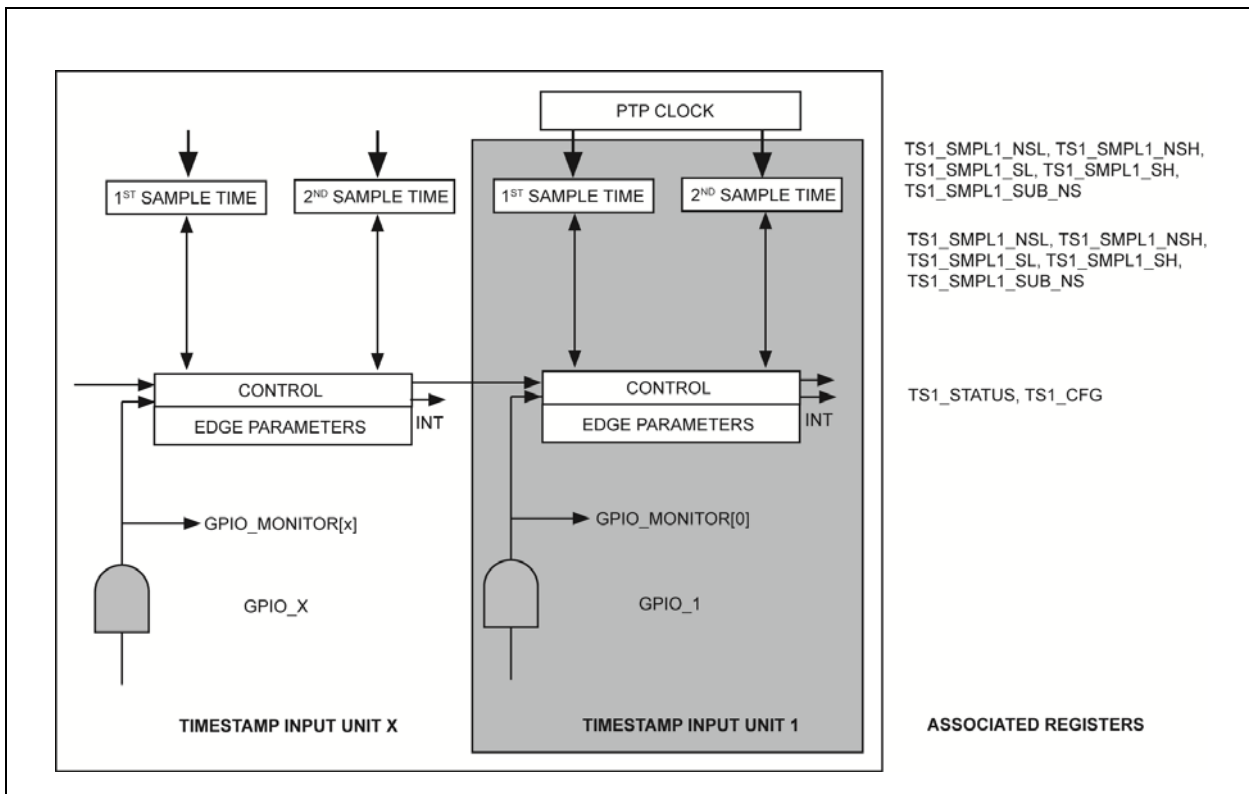 PTP CLOCK
1ST SAMPLE TIME
2ND SAMPLE TIME
1ST SAMPLE TIME
2ND SAMPLE TIME
TS1_SMPL1_NSL, TS1_SMPL1_NSH,
TS1_SMPL1_SL, TS1_SMPL1_SH,
TS1_SMPL1_SUB_NS
TS1_SMPL1_NSL, TS1_SMPL1_NSH,
TS1_SMPL1_SL, TS1_SMPL1_SH,
TS1_SMPL1_SUB_NS
CONTROL
EDGE PARAMETERS
INT
CONTROL
EDGE PARAMETERS
INT
TS1_STATUS, TS1_CFG
GPIO_MONITOR[x]
GPIO_MONITOR[0]
GPIO_X
GPIO_1
TIMESTAMP INPUT UNIT X
TIMESTAMP INPUT UNIT 1
ASSOCIATED REGISTERS